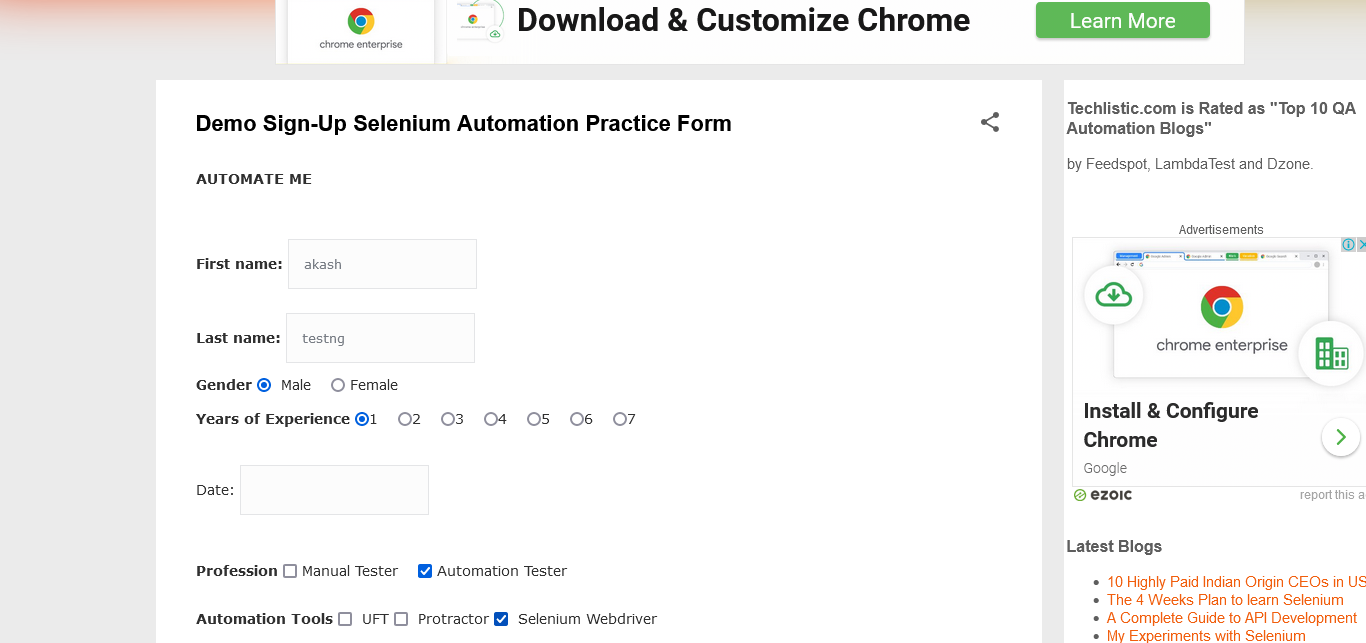 chrome enterprise
Download & Customize Chrome
Learn More
Demo Sign-Up Selenium Automation Practice Form
AUTOMATE ME
First name: akash
Last name: testng
Gender Male Female
Years of Experience 1 2 3 4 5 6 7
Date:
Profession Manual Tester Automation Tester
Automation Tools UFT Protractor Selenium Webdriver
Techlistic.com is Rated as "Top 10 QA
Automation Blogs"
by Feedspot, LambdaTest and Dzone.
Advertisements
chrome enterprise
Install & Configure
Chrome
Google
ezoic
report this a
Latest Blogs
10 Highly Paid Indian Origin CEOs in US
The 4 Weeks Plan to learn Selenium
A Complete Guide to API Development
My Experiments with Selenium